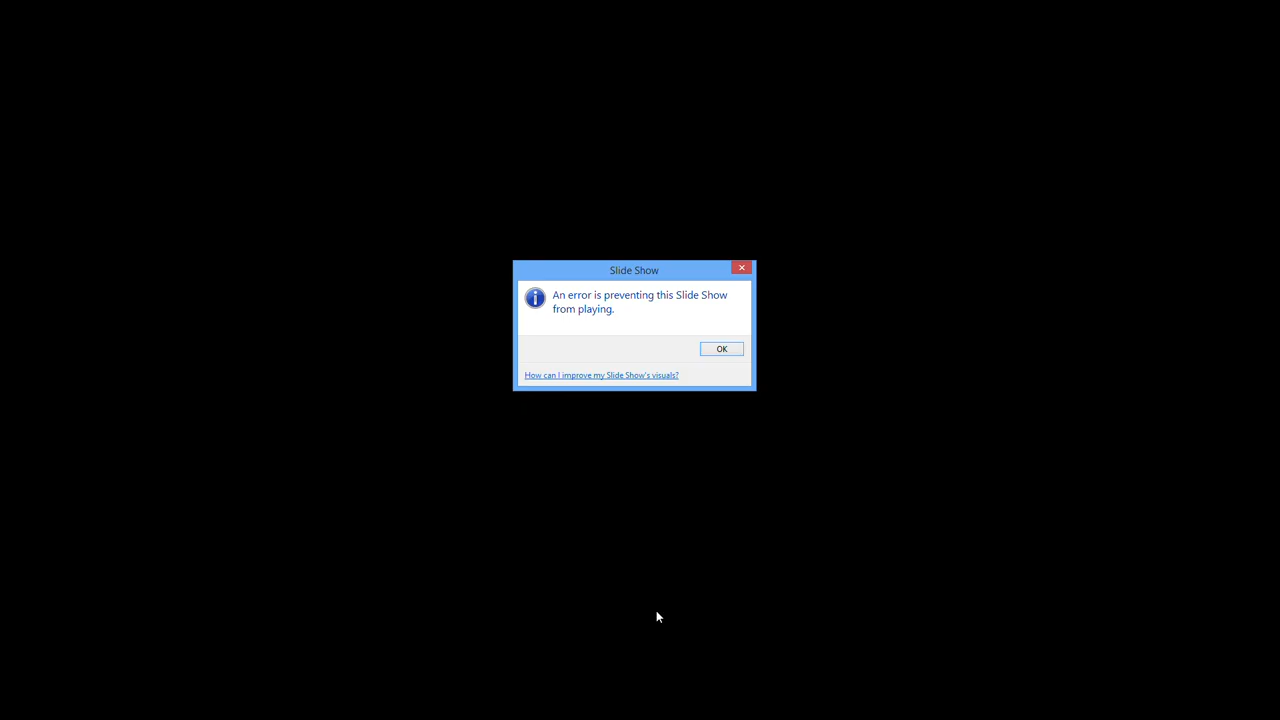 Slide Show
An error is preventing this Slide Show
from playing.
OK
How can I improve my Slide Show's visuals?